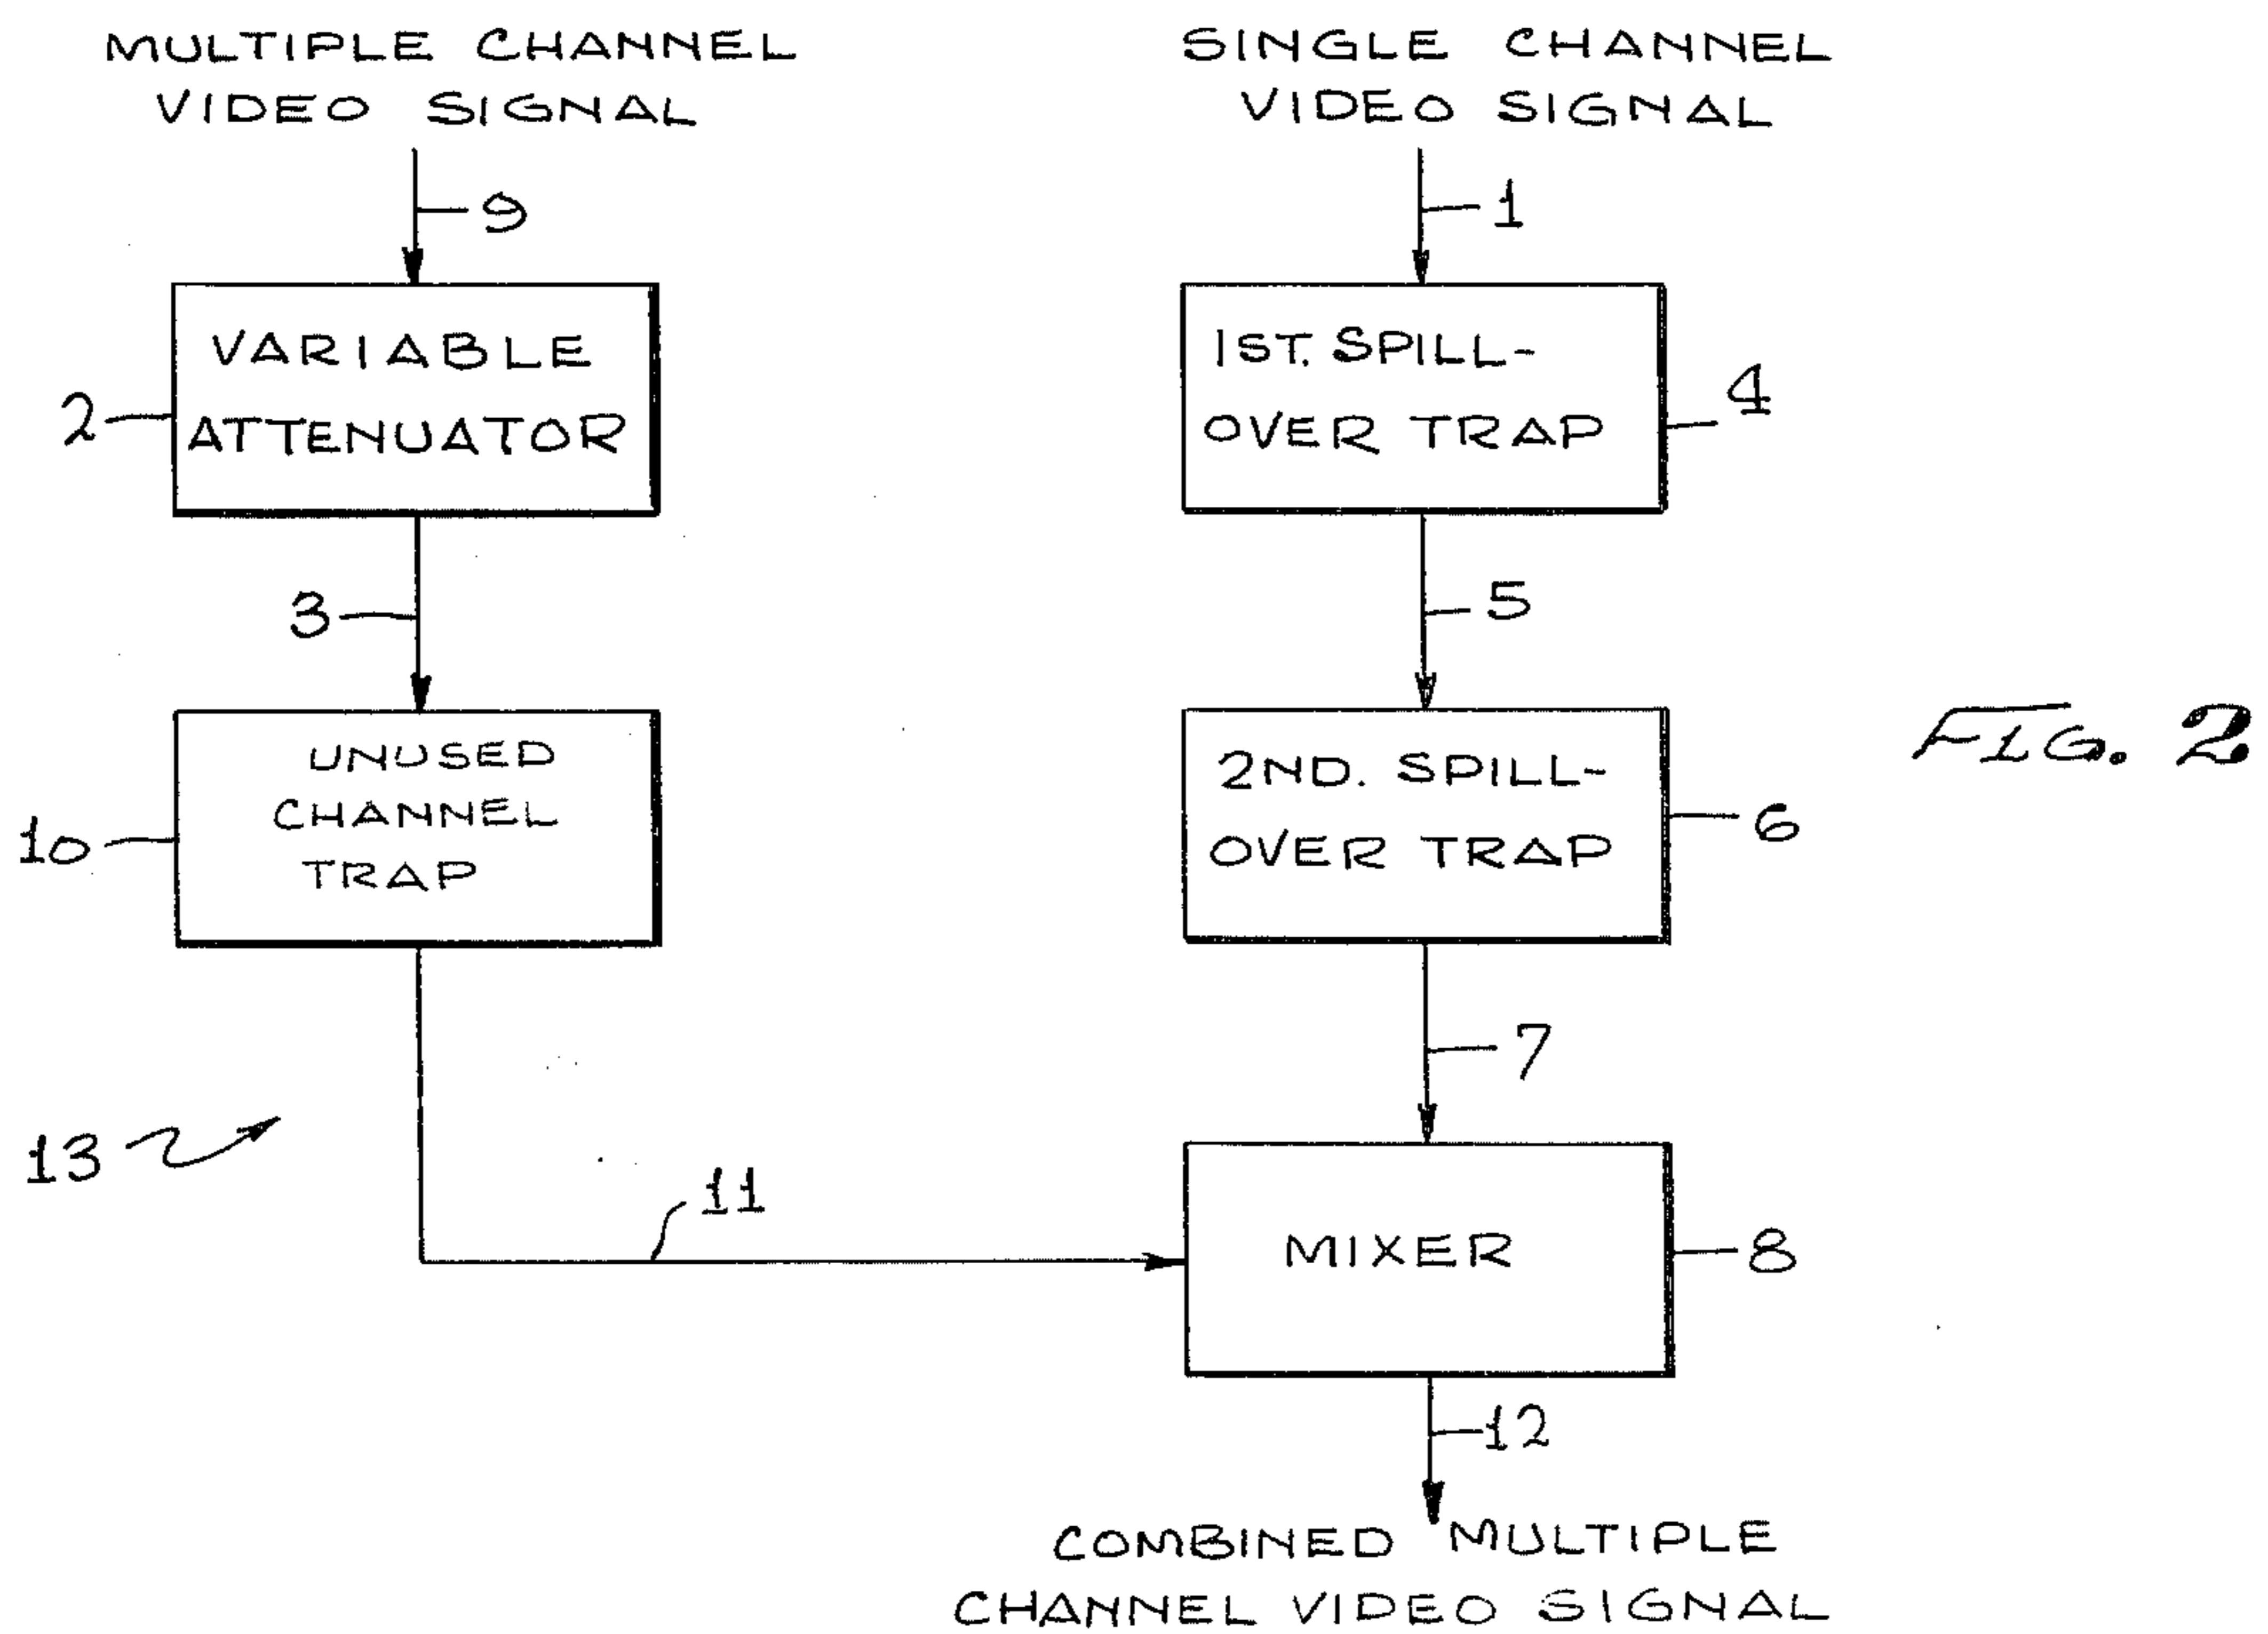 MULTIPLE CHANNEL
VIDEO SIGNAL
SINGLE CHANNEL
VIDEO SIGNAL
9
1
VARIABLE
ATTENUATOR
2
1ST. SPILL-
OVER TRAP
4
3
5
UNUSED
CHANNEL
TRAP
10
2ND. SPILL-
OVER TRAP
6
FIG. 2
7
13
11
MIXER
8
12
COMBINED MULTIPLE
CHANNEL VIDEO SIGNAL